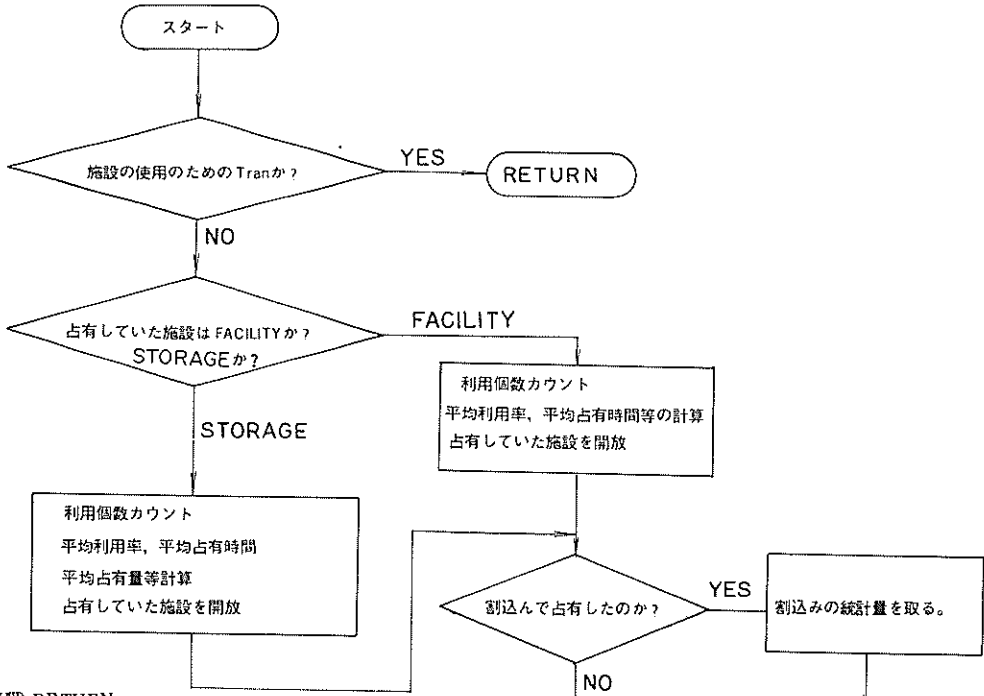 スタート
施設の使用のための Tranか?
YES
RETURN
NO
占有していた施設は FACILITYか?
STORAGEか?
FACILITY
利用個数カウント
平均利用率, 平均占有時間等の計算
占有していた施設を開放
STORAGE
利用個数カウント
平均利用率, 平均占有時間
平均占有量等計算
占有していた施設を開放
割込んで占有したのか?
YES
割込みの統計量を取る。
NO